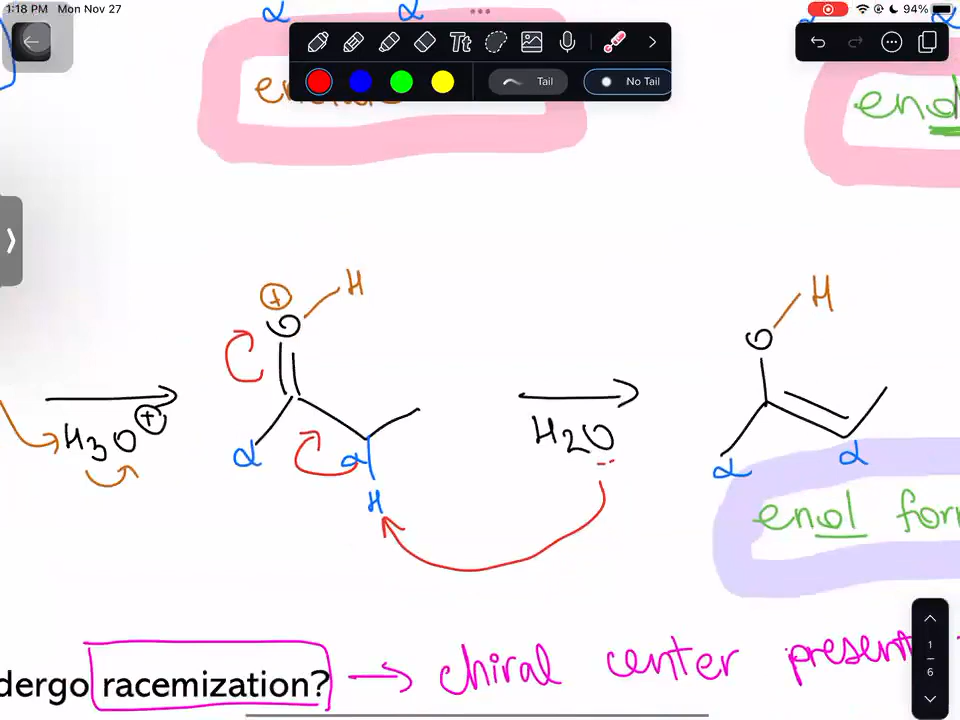 1:18 PM Mon Nov 27
94%
α α
Tt
Tail No Tail
H
⊕
O
H
O
H3O⊕
H2O
α α
H
α α
enol
dergo racemization? → chiral center present
1
6